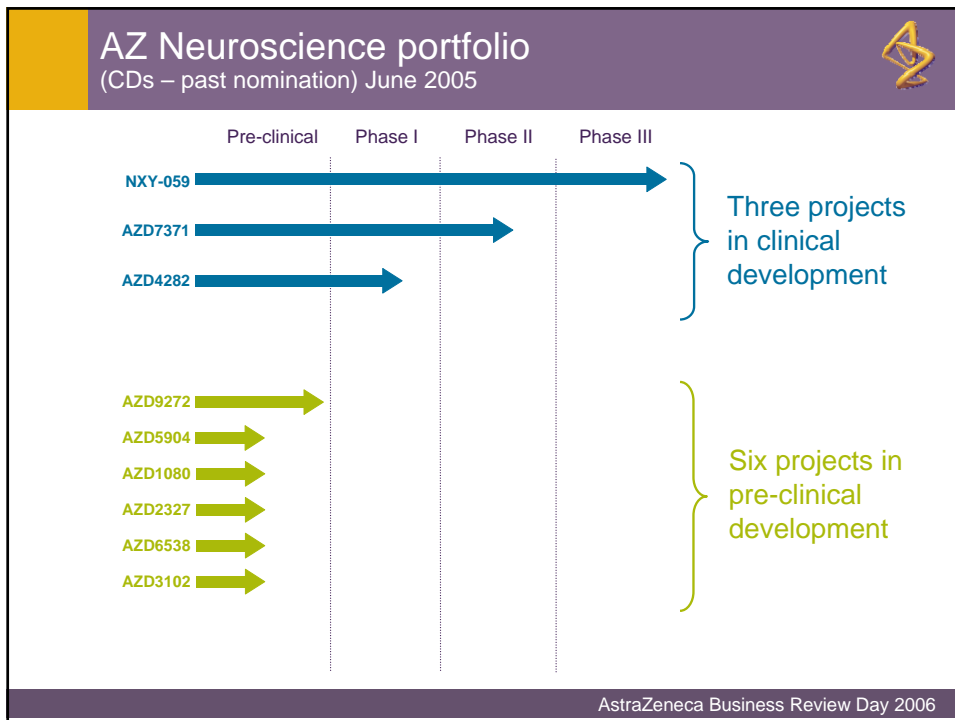 AZ Neuroscience portfolio
(CDs – past nomination) June 2005
Pre-clinical Phase I Phase II Phase III
NXY-059
AZD7371
AZD4282
Three projects
in clinical
development
AZD9272
AZD5904
AZD1080
AZD2327
AZD6538
AZD3102
Six projects in
pre-clinical
development
AstraZeneca Business Review Day 2006